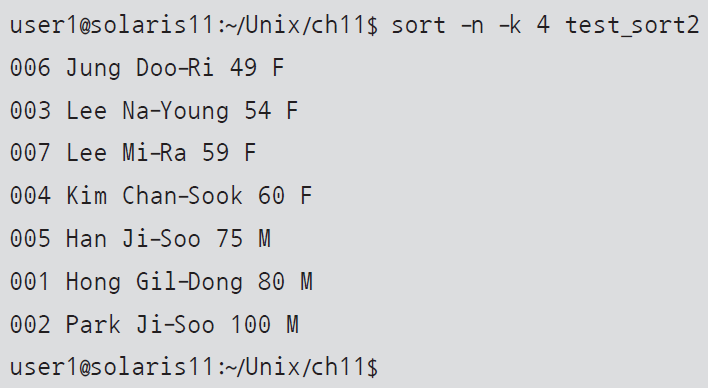 user1@solaris11:~/Unix/ch11$ sort -n -k 4 test_sort2
006 Jung Doo-Ri 49 F
003 Lee Na-Young 54 F
007 Lee Mi-Ra 59 F
004 Kim Chan-Sook 60 F
005 Han Ji-Soo 75 M
001 Hong Gil-Dong 80 M
002 Park Ji-Soo 100 M
user1@solaris11:~/Unix/ch11$